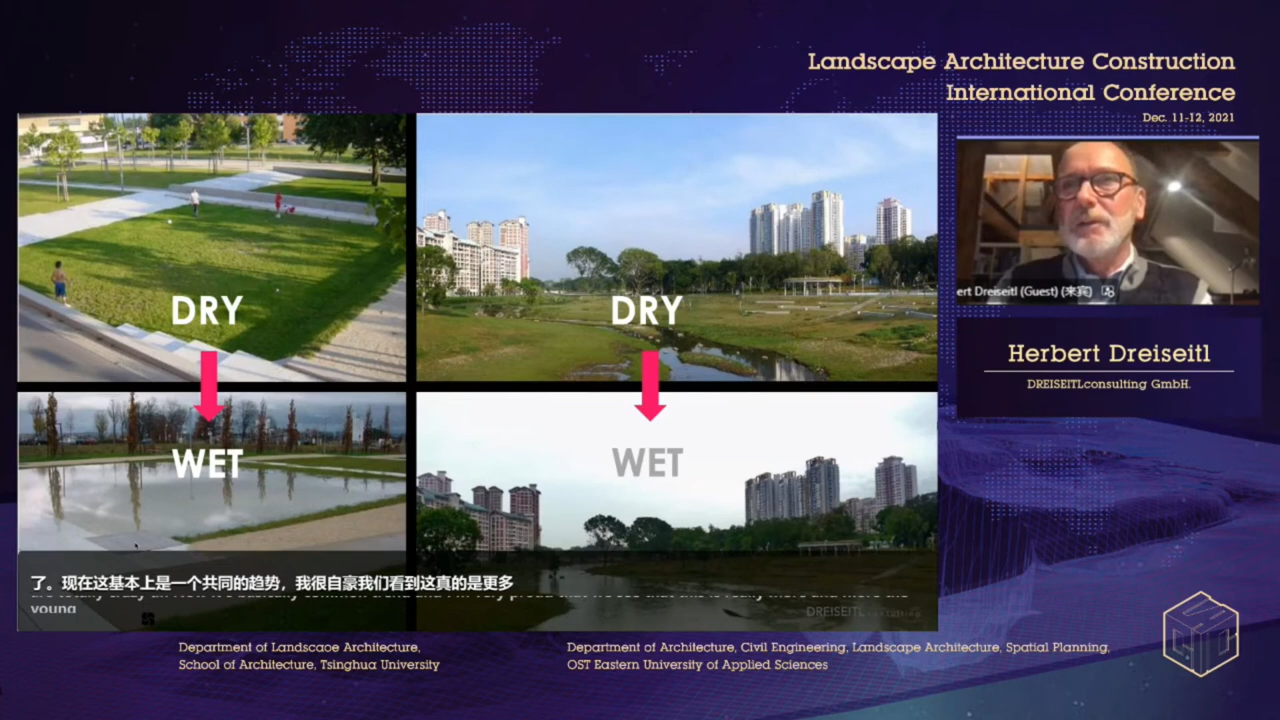 Landscape Architecture Construction
International Conference
Dec. 11-12, 2021
DRY
DRY
WET
WET
ert Dreiseitl (Guest) (来宾)
Herbert Dreiseitl
DREISEITLconsulting GmbH.
了。现在这基本上是一个共同的趋势，我很自豪我们看到这真的是更多
young
DREISEITL consulting
Department of Landscaoe Architecture,
School of Architecture, Tsinghua University
Department of Architecture, Civil Engineering, Landscape Architecture, Spatial Planning,
OST Eastern University of Applied Sciences